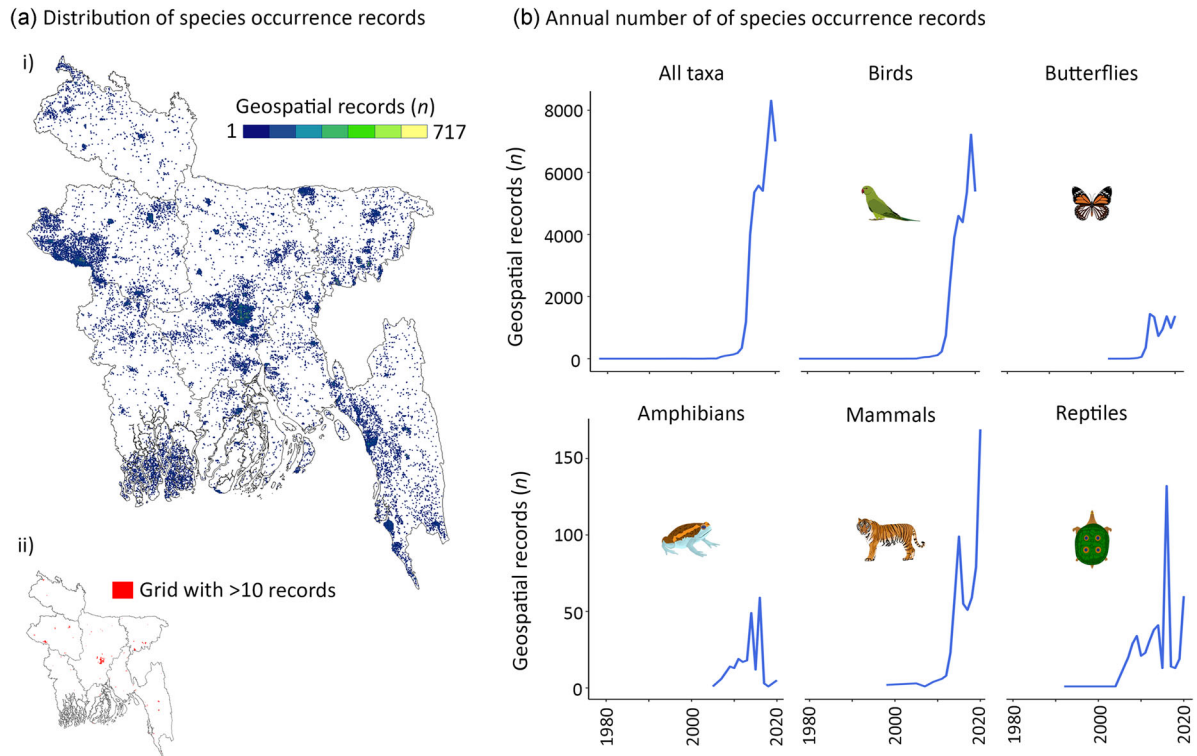 (a) Distribution of species occurrence records
i)
Geospatial records (n)
1 717
ii)
Grid with >10 records
(b) Annual number of of species occurrence records
All taxa
Birds
Butterflies
Geospatial records (n)
8000
6000
4000
2000
0
Amphibians
Mammals
Reptiles
Geospatial records (n)
150
100
50
0
1980 2000 2020
1980 2000 2020
1980 2000 2020